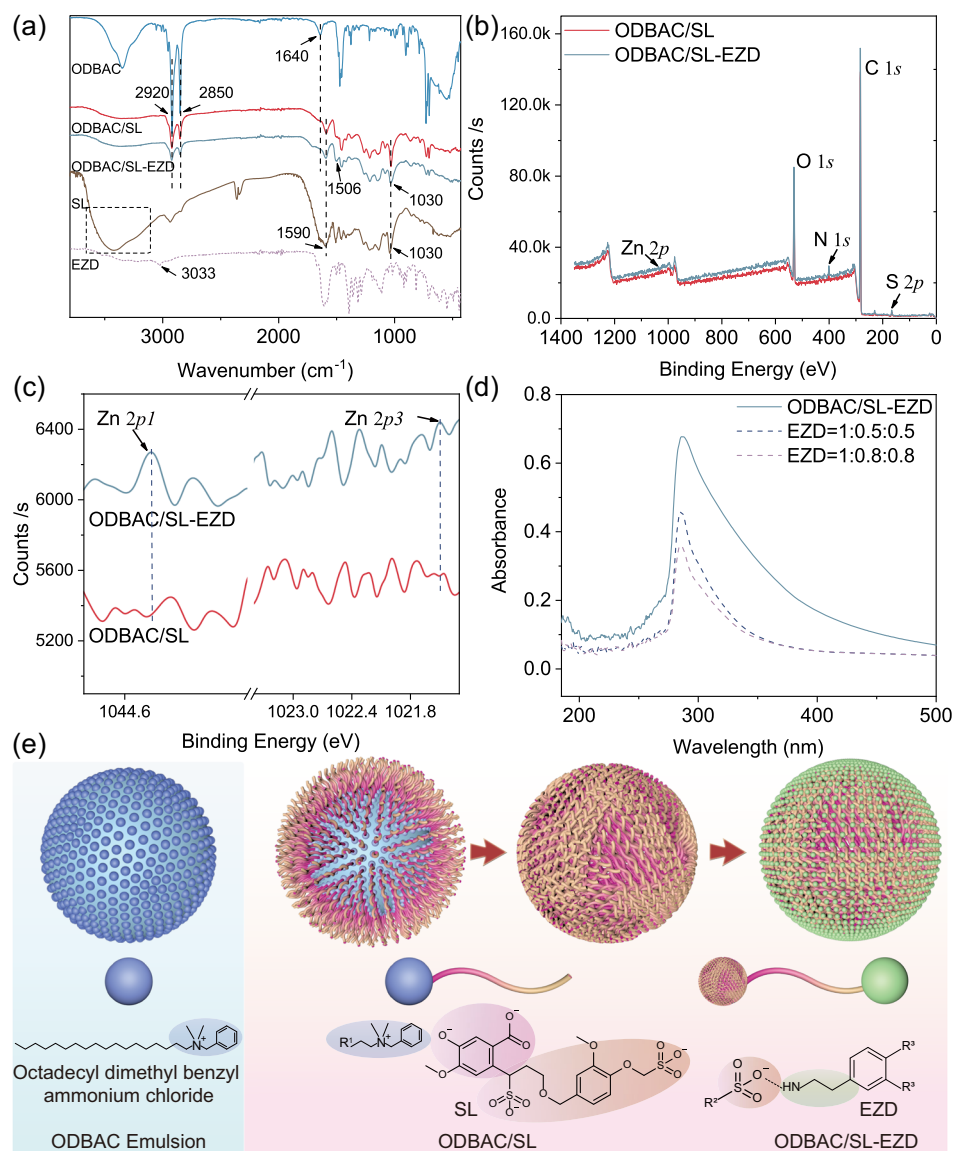 (a)
ODBAC
1640
2920
2850
ODBAC/SL
ODBAC/SL-EZD
1506
1030
SL
1590
1030
EZD
3033
3000
2000
1000
Wavenumber (cm⁻¹)
(b)
ODBAC/SL
ODBAC/SL-EZD
160.0k
120.0k
80.0k
40.0k
0.0
Counts /s
C 1s
O 1s
Zn 2p
N 1s
S 2p
1400 1200 1000 800 600 400 200 0
Binding Energy (eV)
(c)
Zn 2p1
Zn 2p3
6400
6000
5600
5200
Counts /s
ODBAC/SL-EZD
ODBAC/SL
1044.6
1023.0 1022.4 1021.8
Binding Energy (eV)
(d)
ODBAC/SL-EZD
EZD=1:0.5:0.5
EZD=1:0.8:0.8
0.8
0.6
0.4
0.2
0.0
Absorbance
200 300 400 500
Wavelength (nm)
(e)
N⁺
Octadecyl dimethyl benzyl
ammonium chloride
ODBAC Emulsion
R¹
N⁺
O⁻
O⁻
O
O
O=S=O
O⁻
O
O
O
O
O=S=O
O⁻
SL
ODBAC/SL
O
O⁻
S
O
R²
HN
R³
R³
EZD
ODBAC/SL-EZD